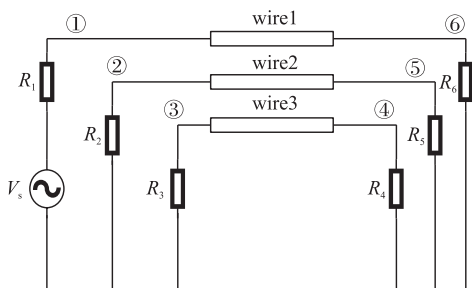 ① wire1 ⑥
② wire2 ⑤
R1 R6
③ wire3 ④
R2 R5
Vs R3 R4